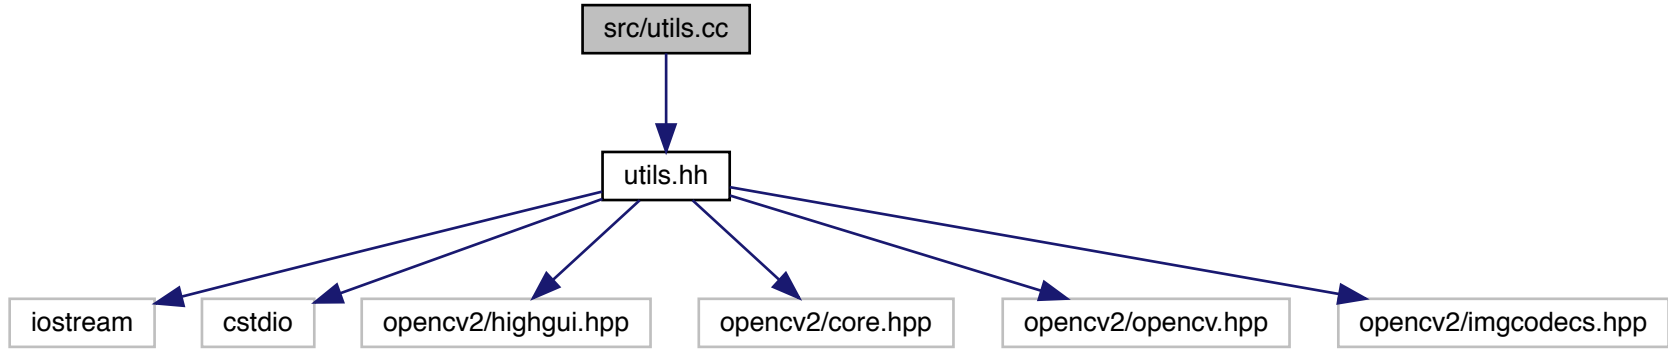 src/utils.cc
utils.hh
iostream
cstdio
opencv2/highgui.hpp
opencv2/core.hpp
opencv2/opencv.hpp
opencv2/imgcodecs.hpp